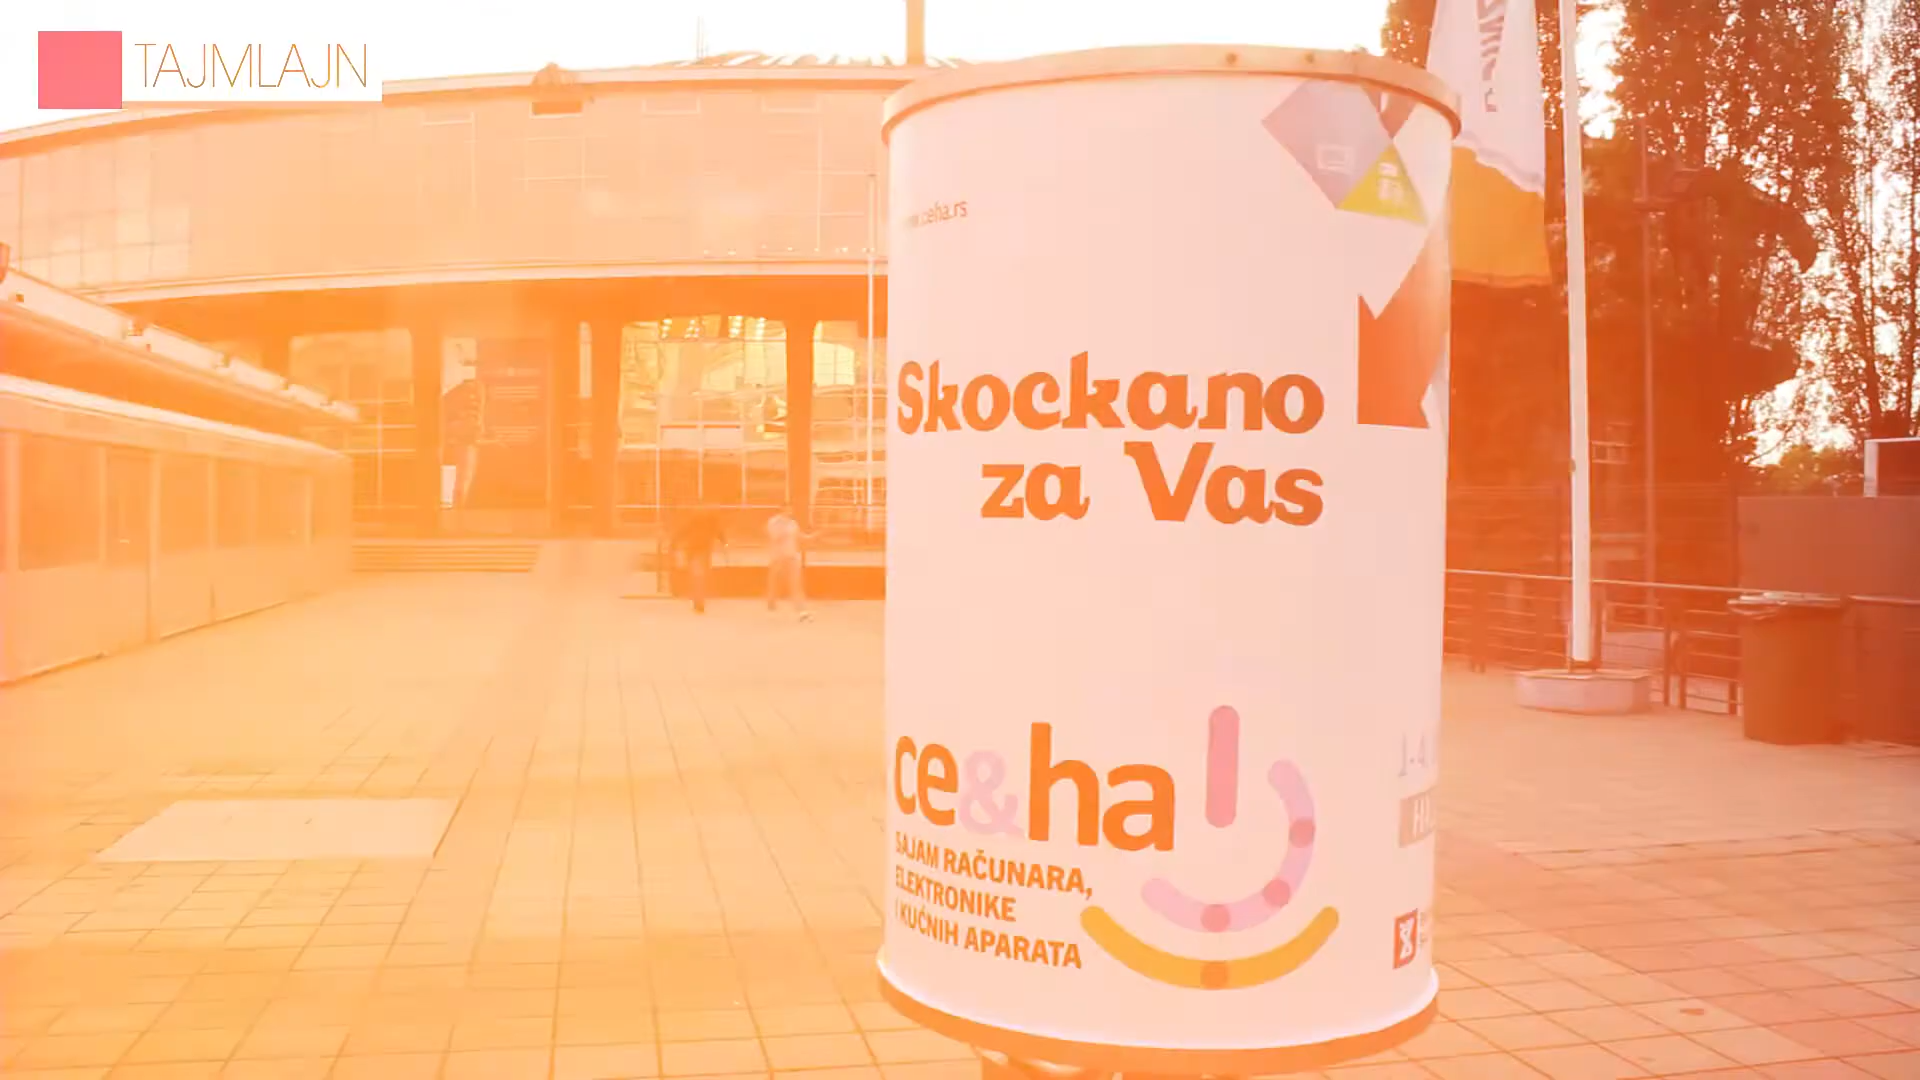 TAJMLAJN
ceha.rs
Skockano
za Vas
ce&ha
SAJAM RAČUNARA,
ELEKTRONIKE
I KUĆNIH APARATA